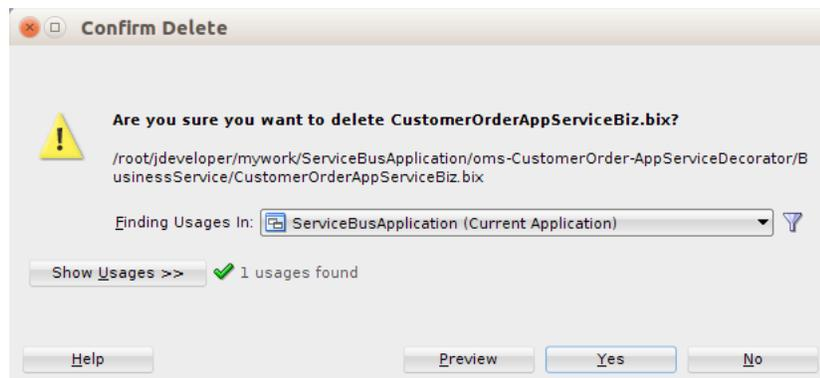 Confirm Delete
Are you sure you want to delete CustomerOrderAppServiceBiz.bix?
/root/jdeveloper/mywork/ServiceBusApplication/oms-CustomerOrder-AppServiceDecorator/B
usinessService/CustomerOrderAppServiceBiz.bix
Finding Usages In: ServiceBusApplication (Current Application)
Show Usages >> 1 usages found
Help Preview Yes No